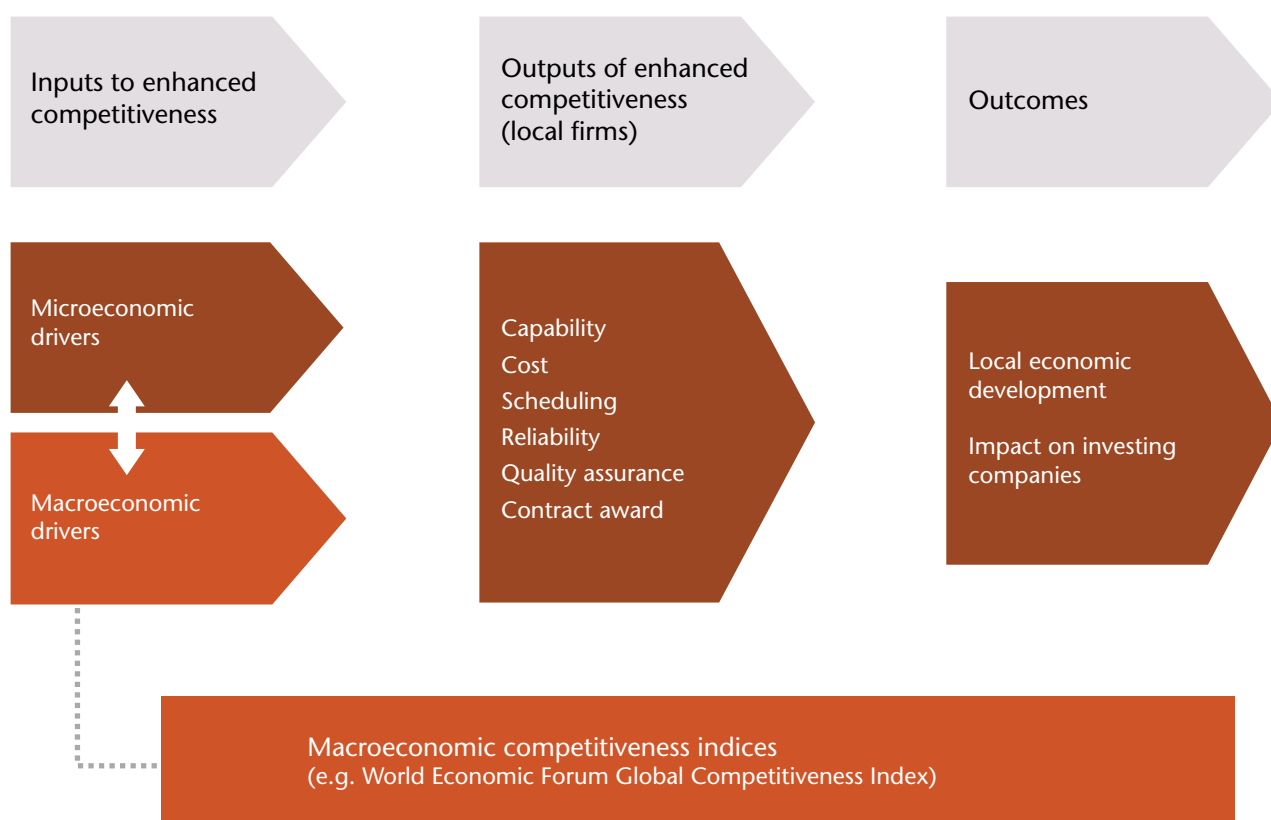 Inputs to enhanced
competitiveness
Outputs of enhanced
competitiveness
(local firms)
Outcomes
Microeconomic
drivers
Macroeconomic
drivers
Capability
Cost
Scheduling
Reliability
Quality assurance
Contract award
Local economic
development
Impact on investing
companies
Macroeconomic competitiveness indices
(e.g. World Economic Forum Global Competitiveness Index)